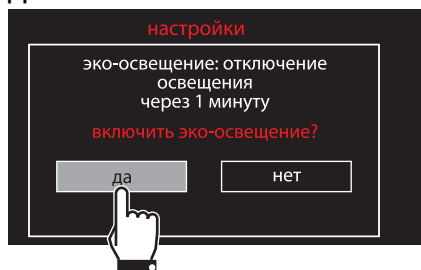 настройки
эко-освещение: отключение
освещения
через 1 минуту
включить эко-освещение?
да
нет